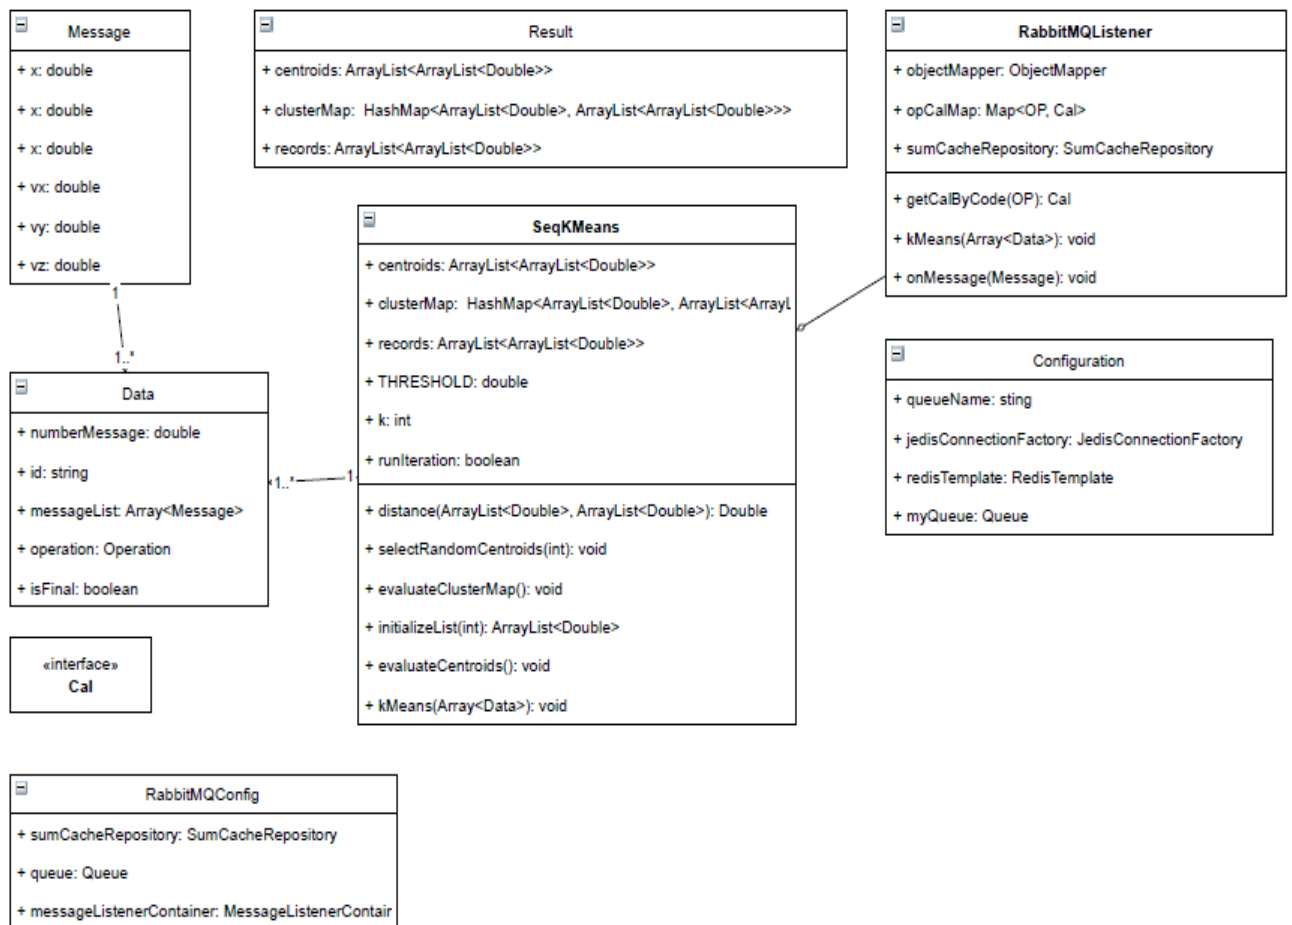 Message
+ x: double
+ x: double
+ x: double
+ vx: double
+ vy: double
+ vz: double
Result
+ centroids: ArrayList<ArrayList<Double>>
+ clusterMap: HashMap<ArrayList<Double>, ArrayList<ArrayList<Double>>>
+ records: ArrayList<ArrayList<Double>>
RabbitMQListener
+ objectMapper: ObjectMapper
+ opCalMap: Map<OP, Cal>
+ sumCacheRepository: SumCacheRepository
+ getCalByCode(OP): Cal
+ kMeans(Array<Data>): void
+ onMessage(Message): void
SeqKMeans
+ centroids: ArrayList<ArrayList<Double>>
+ clusterMap: HashMap<ArrayList<Double>, ArrayList<ArrayL
+ records: ArrayList<ArrayList<Double>>
+ THRESHOLD: double
+ k: int
+ runIteration: boolean
+ distance(ArrayList<Double>, ArrayList<Double>): Double
+ selectRandomCentroids(int): void
+ evaluateClusterMap(): void
+ initializeList(int): ArrayList<Double>
+ evaluateCentroids(): void
+ kMeans(Array<Data>): void
1
1..*
Data
+ numberMessage: double
+ id: string
+ messageList: Array<Message>
+ operation: Operation
+ isFinal: boolean
1..*
1
Configuration
+ queueName: sting
+ jedisConnectionFactory: JedisConnectionFactory
+ redisTemplate: RedisTemplate
+ myQueue: Queue
«interface»
Cal
RabbitMQConfig
+ sumCacheRepository: SumCacheRepository
+ queue: Queue
+ messageListenerContainer: MessageListenerContair